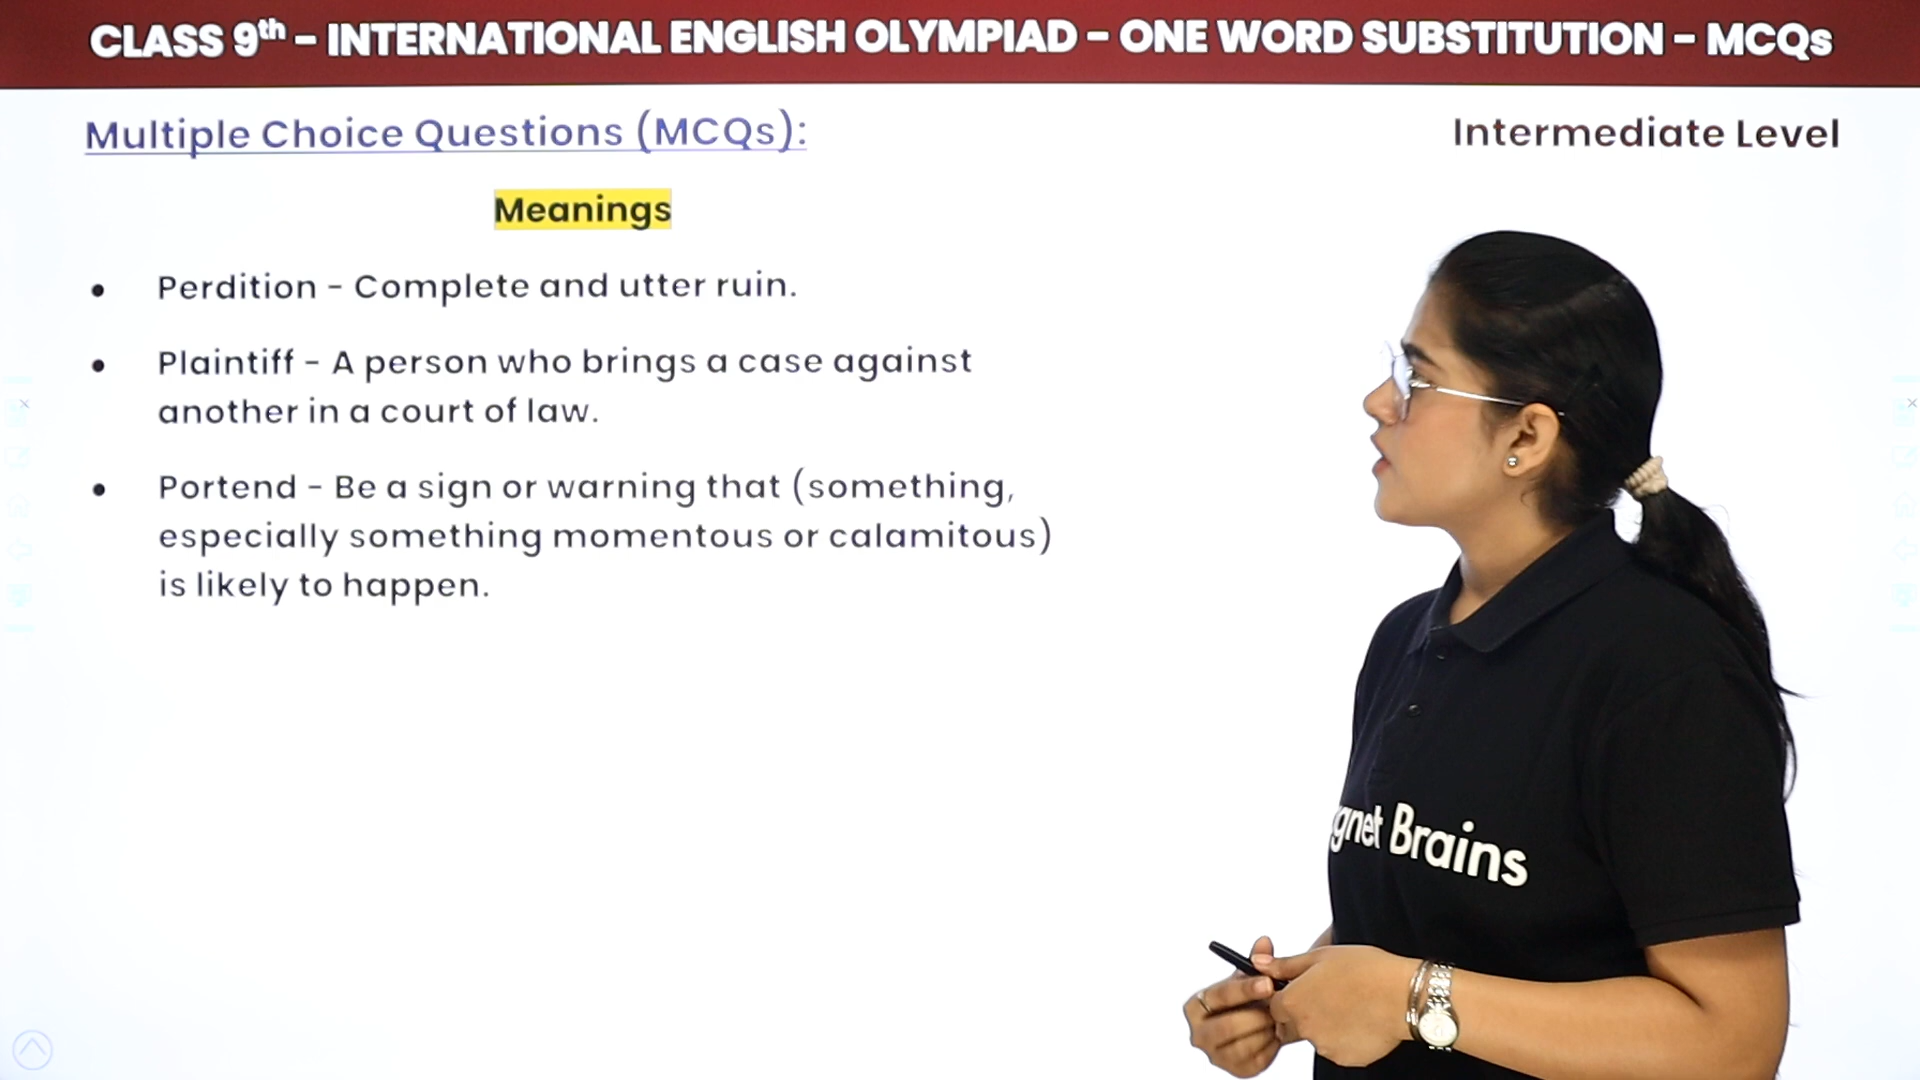 CLASS 9th - INTERNATIONAL ENGLISH OLYMPIAD - ONE WORD SUBSTITUTION - MCQs
Multiple Choice Questions (MCQs):
Intermediate Level
Meanings
• Perdition - Complete and utter ruin.
• Plaintiff - A person who brings a case against
another in a court of law.
• Portend - Be a sign or warning that (something,
especially something momentous or calamitous)
is likely to happen.
gnet Brains